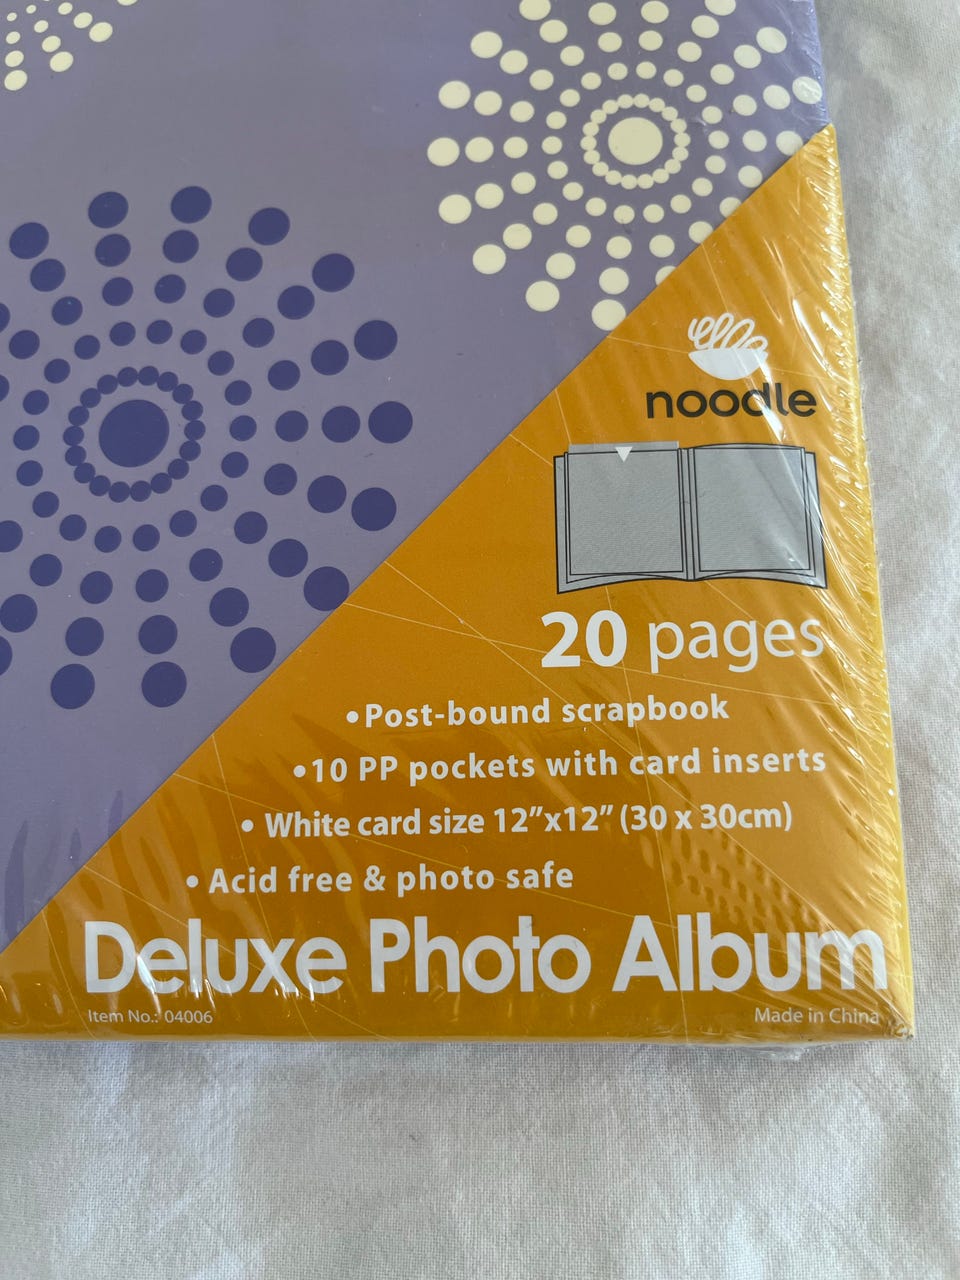 noodle
20 pages
•Post-bound scrapbook
•10 PP pockets with card inserts
• White card size 12”x12” (30 x 30cm)
• Acid free & photo safe
Deluxe Photo Album
Item No.: 04006
Made in China